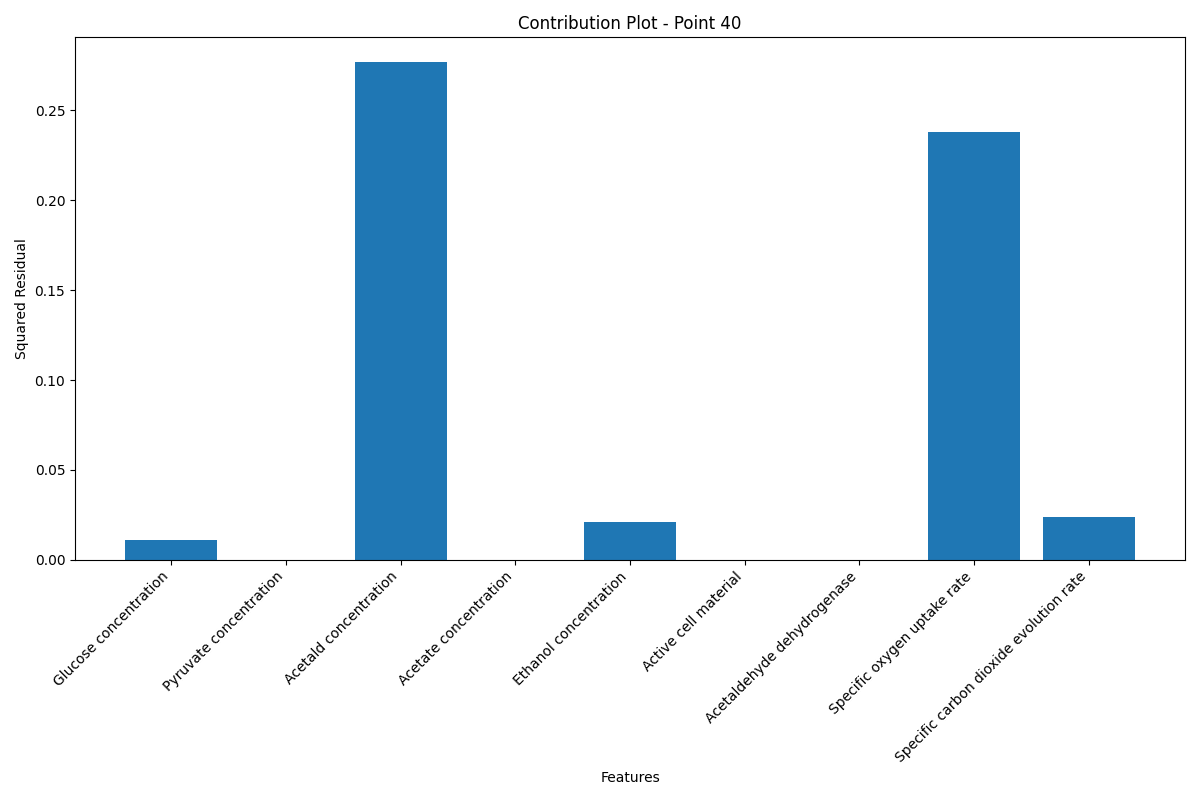 Contribution Plot - Point 40
Squared Residual
0.25
0.20
0.15
0.10
0.05
0.00
Glucose concentration
Pyruvate concentration
Acetald concentration
Acetate concentration
Ethanol concentration
Active cell material
Acetaldehyde dehydrogenase
Specific oxygen uptake rate
Specific carbon dioxide evolution rate
Features